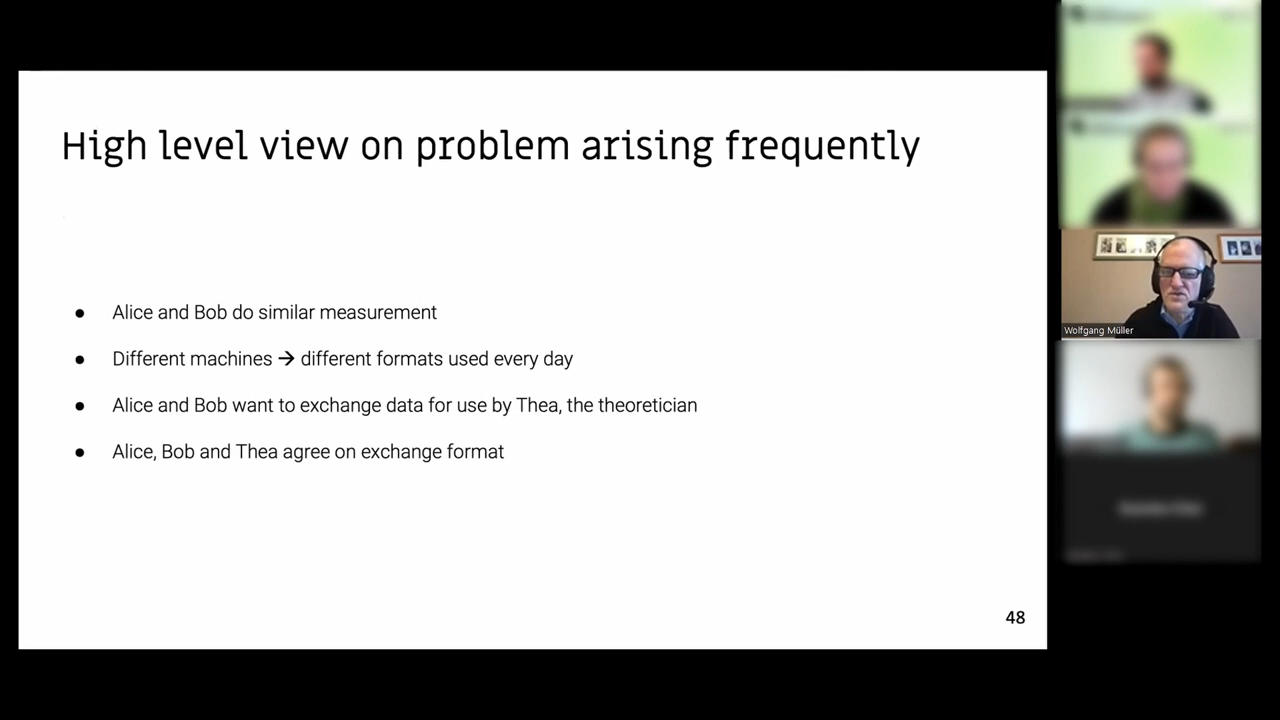 High level view on problem arising frequently
● Alice and Bob do similar measurement
● Different machines → different formats used every day
● Alice and Bob want to exchange data for use by Thea, the theoretician
● Alice, Bob and Thea agree on exchange format
48
Wolfgang Müller